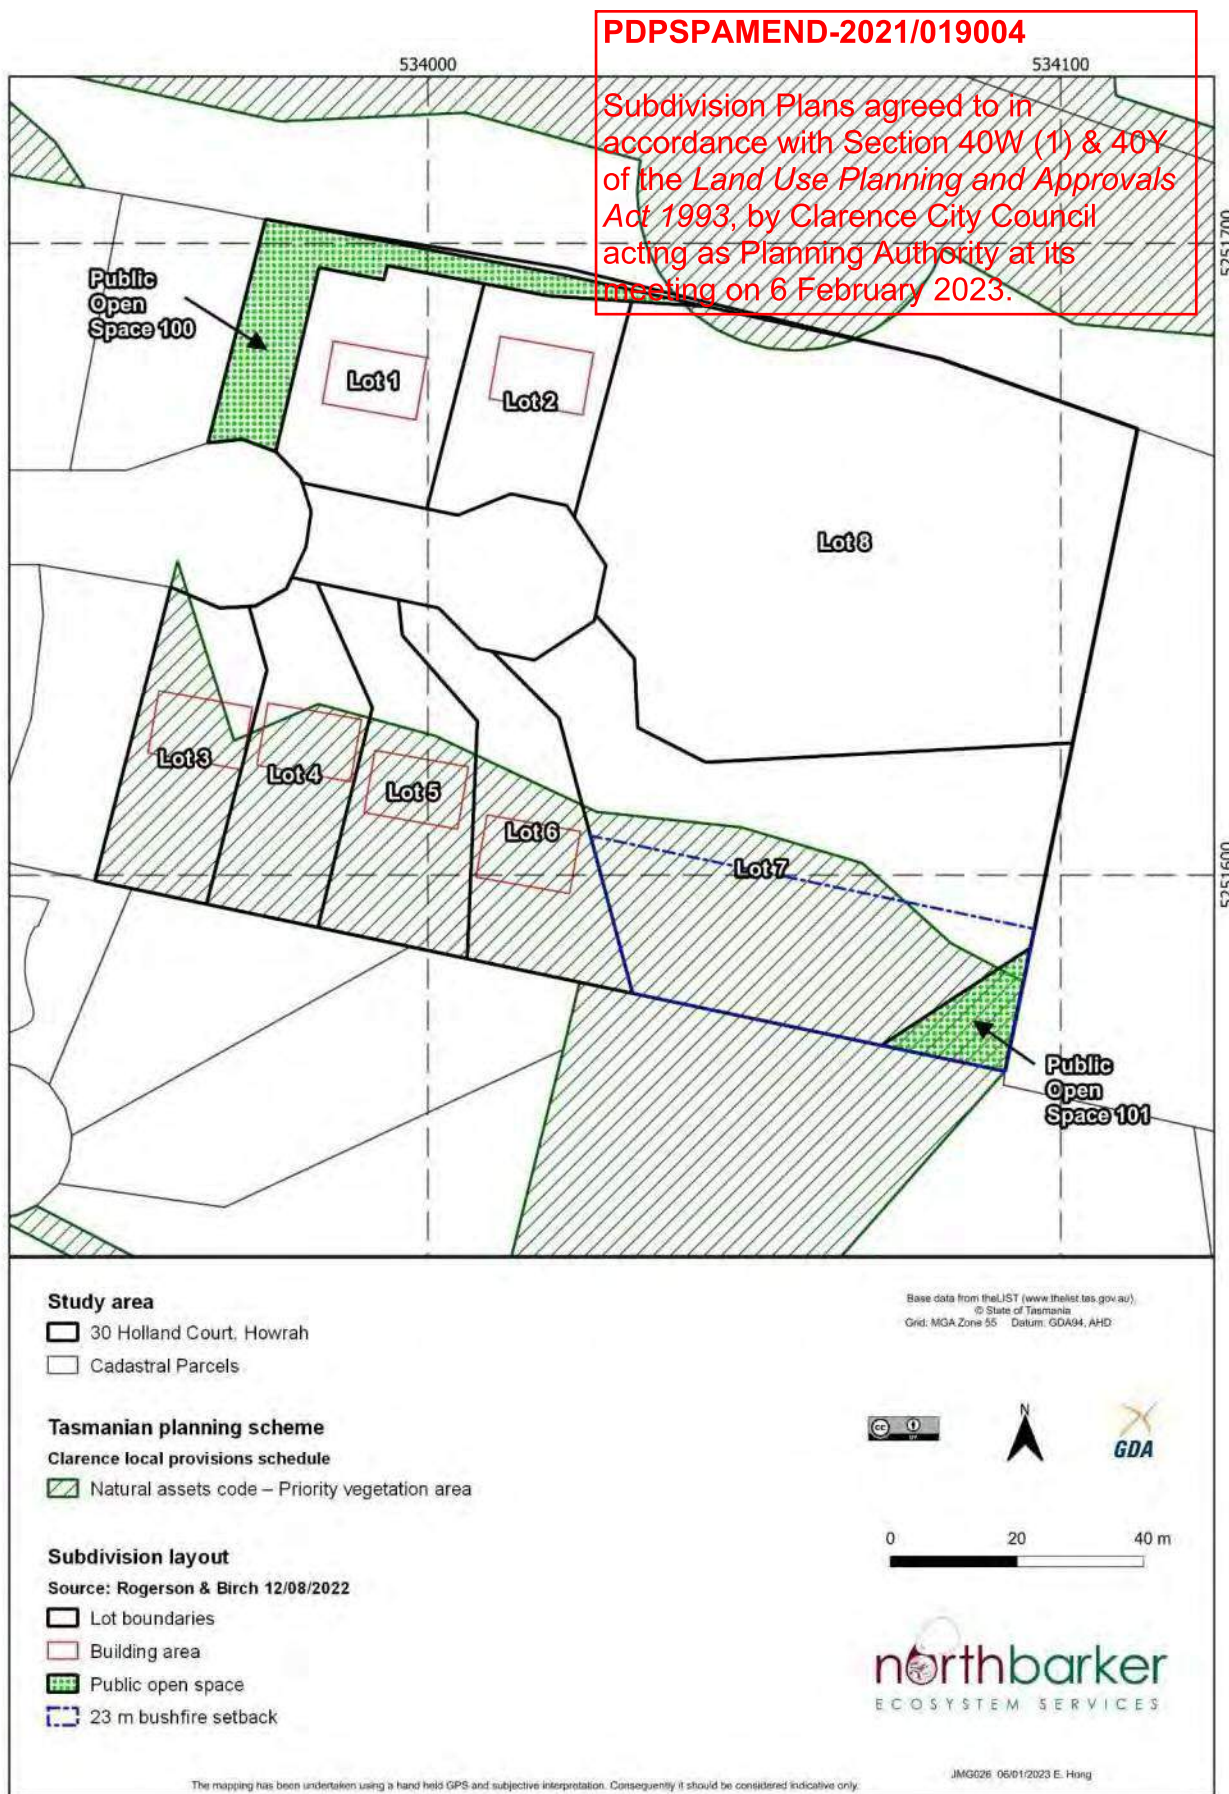 PDPSPAMEND-2021/019004
Subdivision Plans agreed to in
accordance with Section 40W (1) & 40Y
of the Land Use Planning and Approvals
Act 1993, by Clarence City Council
acting as Planning Authority at its
meeting on 6 February 2023.
534000
534100
5251700
5251600
Public
Open
Space 100
Lot 1
Lot 2
Lot 8
Lot 3
Lot 4
Lot 5
Lot 6
Lot 7
Public
Open
Space 101
Study area
30 Holland Court, Howrah
Cadastral Parcels
Tasmanian planning scheme
Clarence local provisions schedule
Natural assets code – Priority vegetation area
Subdivision layout
Source: Rogerson & Birch 12/08/2022
Lot boundaries
Building area
Public open space
23 m bushfire setback
Base data from theLIST (www.thelist.tas.gov.au),
© State of Tasmania
Grid: MGA Zone 55 Datum: GDA94, AHD
cc
BY
N
GDA
0 20 40 m
northbarker
ECOSYSTEM SERVICES
JMG026 06/01/2023 E. Hong
The mapping has been undertaken using a hand held GPS and subjective interpretation. Consequently it should be considered indicative only.